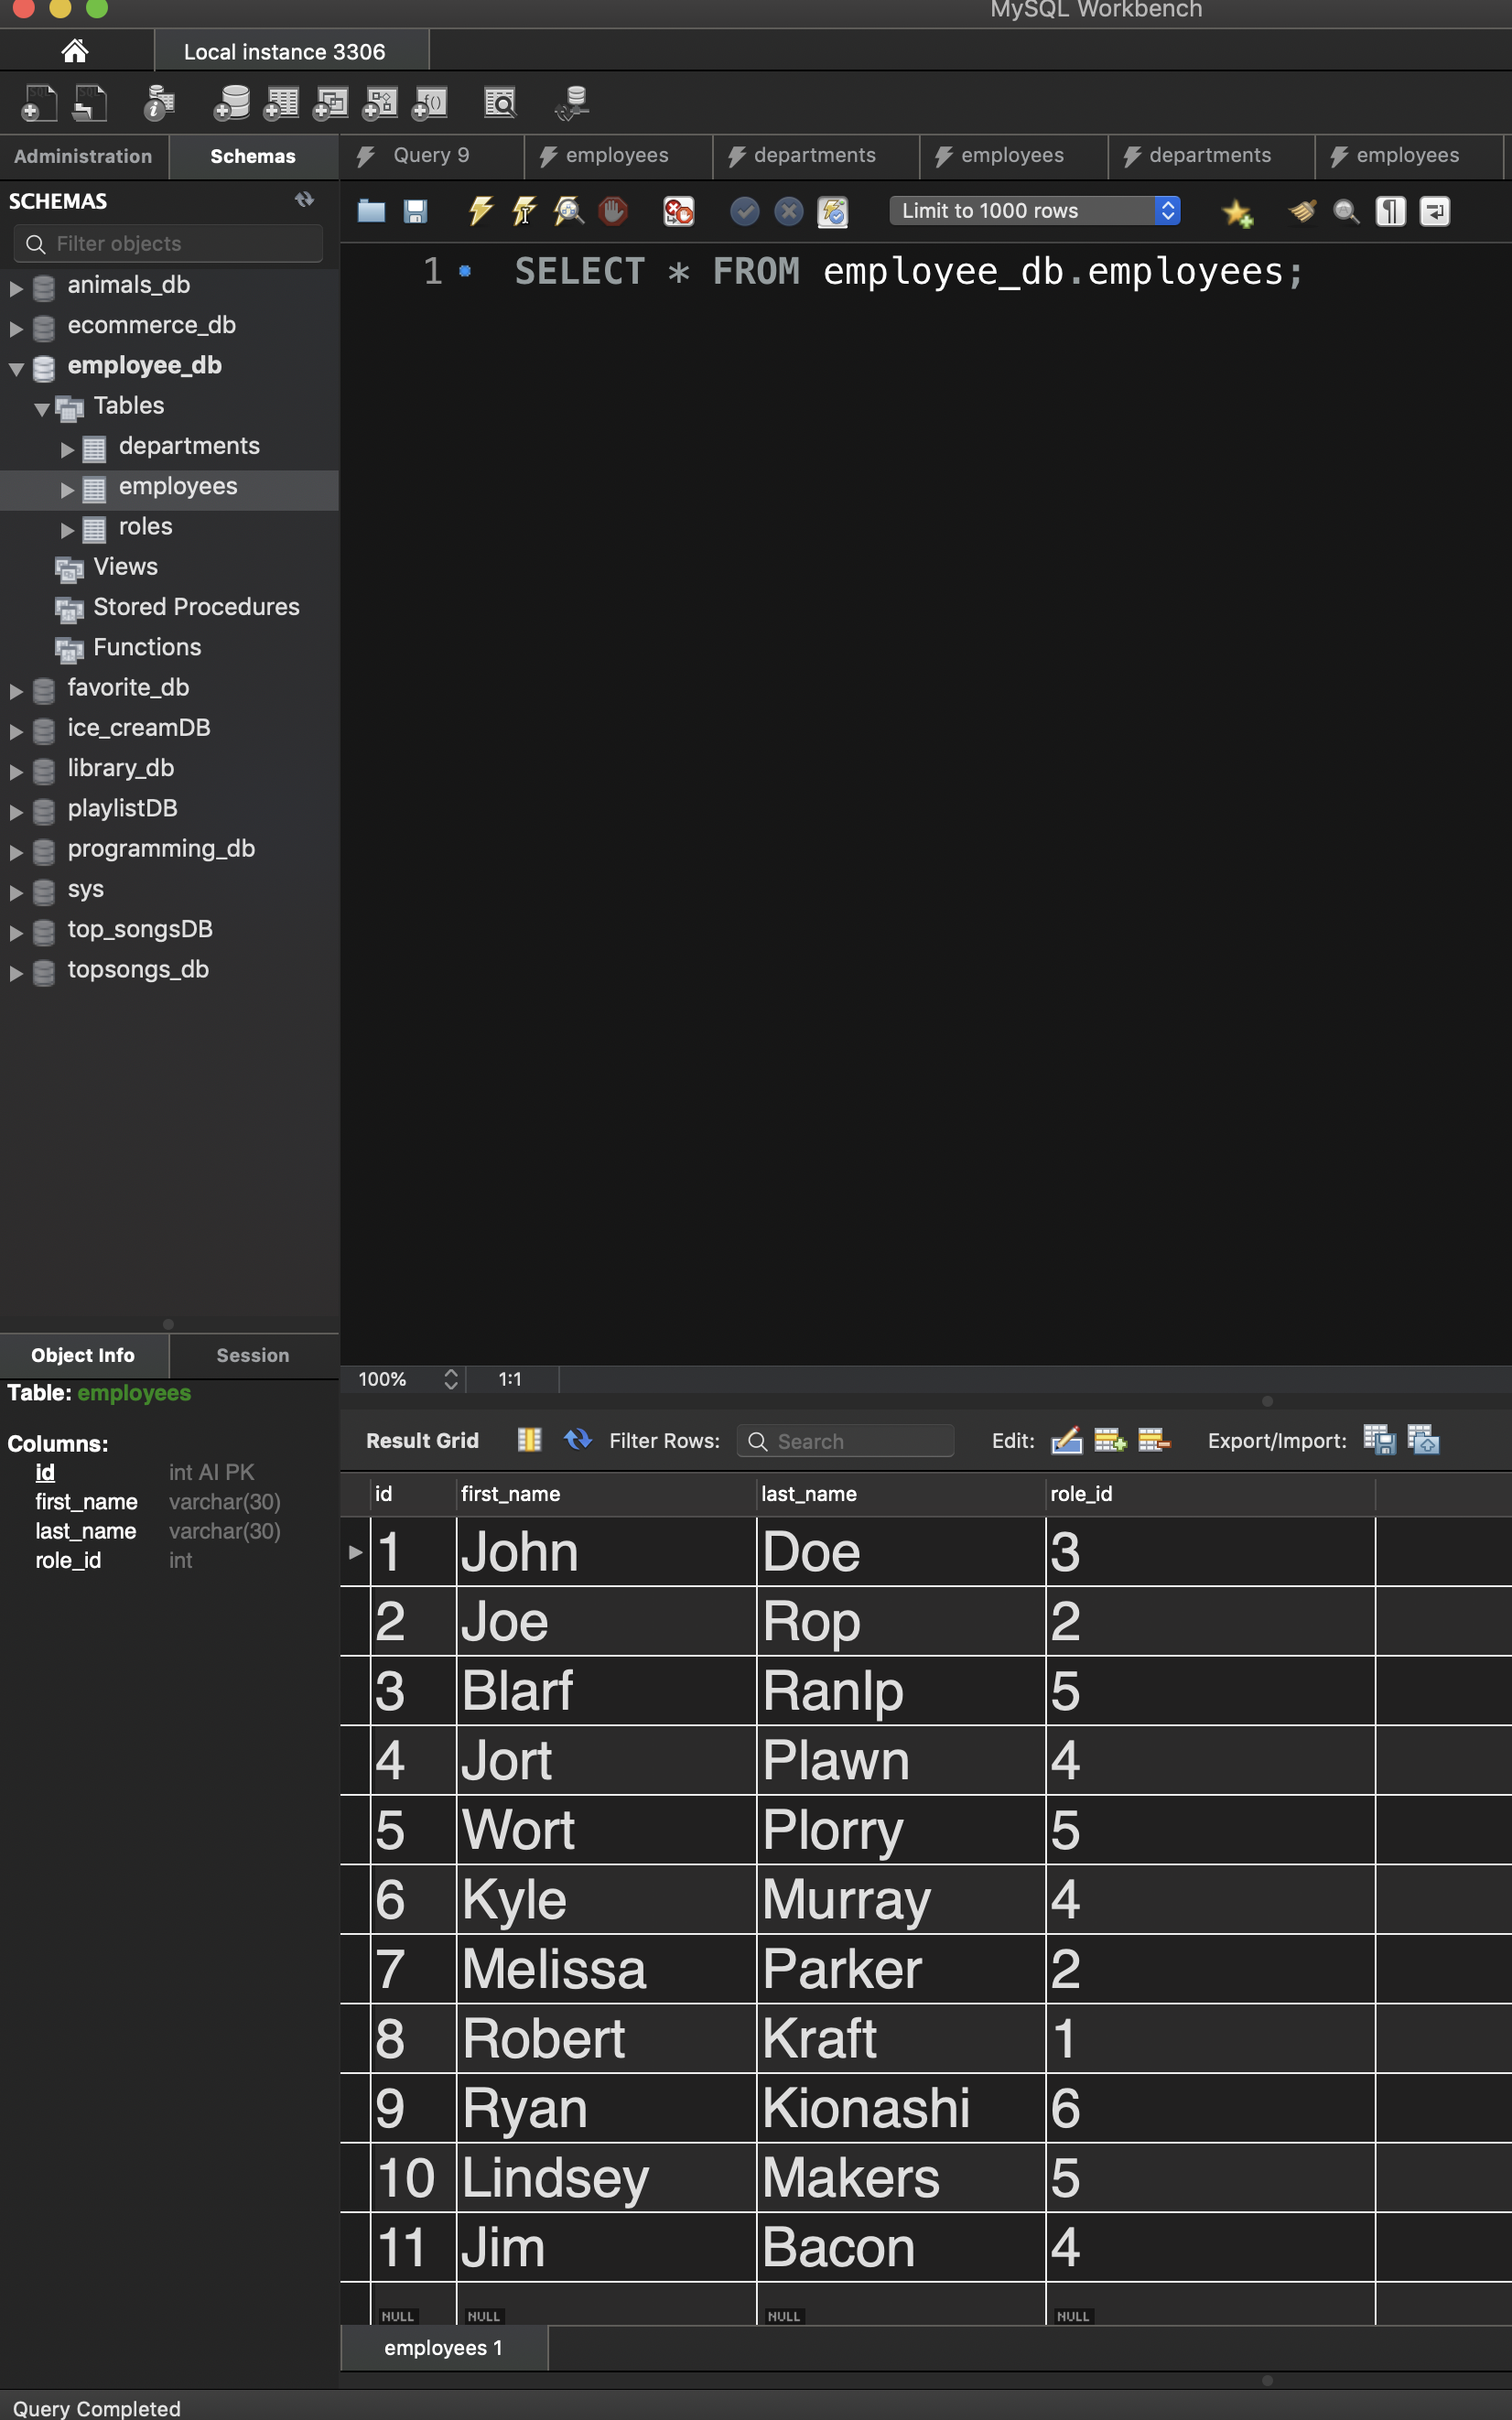 MySQL Workbench
Local instance 3306
Administration Schemas Query 9 employees departments employees departments employees
SCHEMAS
Filter objects
Limit to 1000 rows
1 SELECT * FROM employee_db.employees;
animals_db
ecommerce_db
employee_db
Tables
departments
employees
roles
Views
Stored Procedures
Functions
favorite_db
ice_creamDB
library_db
playlistDB
programming_db
sys
top_songsDB
topsongs_db
Object Info Session
Table: employees
Columns:
id int AI PK
first_name varchar(30)
last_name varchar(30)
role_id int
100% 1:1
Result Grid Filter Rows: Search Edit: Export/Import:
id first_name last_name role_id
1 John Doe 3
2 Joe Rop 2
3 Blarf Ranlp 5
4 Jort Plawn 4
5 Wort Plorry 5
6 Kyle Murray 4
7 Melissa Parker 2
8 Robert Kraft 1
9 Ryan Kionashi 6
10 Lindsey Makers 5
11 Jim Bacon 4
NULL NULL NULL NULL
employees 1
Query Completed